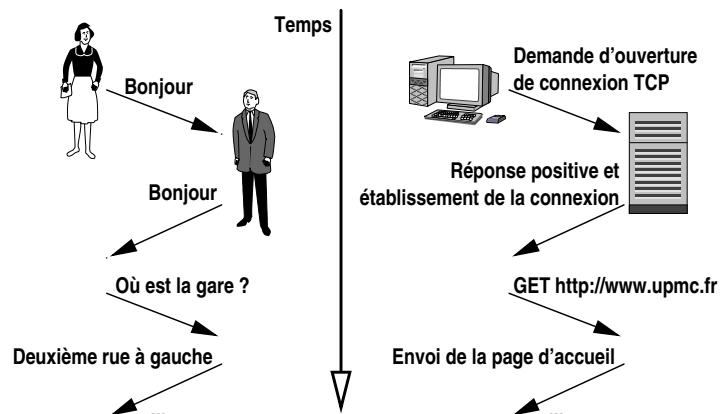 Temps
Bonjour
Bonjour
Où est la gare ?
Deuxième rue à gauche
Demande d'ouverture
de connexion TCP
Réponse positive et
établissement de la connexion
GET http://www.upmc.fr
Envoi de la page d'accueil